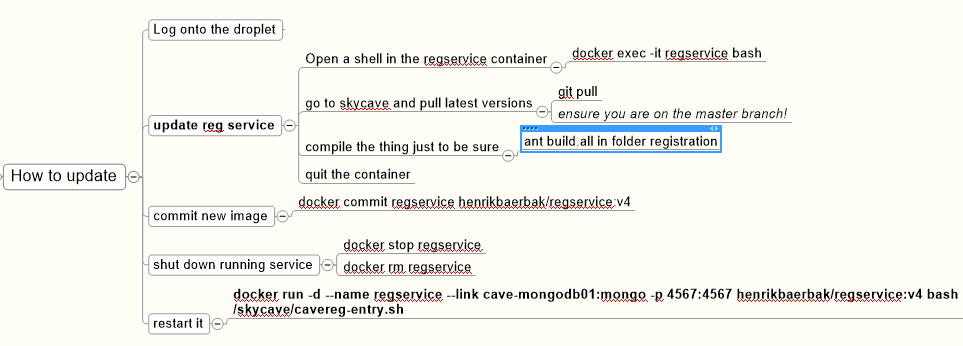 Log onto the droplet
Open a shell in the regservice container
docker exec -it regservice bash
go to skycave and pull latest versions
git pull
ensure you are on the master branch!
update reg service
compile the thing just to be sure
ant build.all in folder registration
quit the container
How to update
commit new image
docker commit regservice henrikbaerbak/regservice:v4
shut down running service
docker stop regservice
docker rm regservice
restart it
docker run -d --name regservice --link cave-mongodb01:mongo -p 4567:4567 henrikbaerbak/regservice:v4 bash
/skycave/cavereg-entry.sh